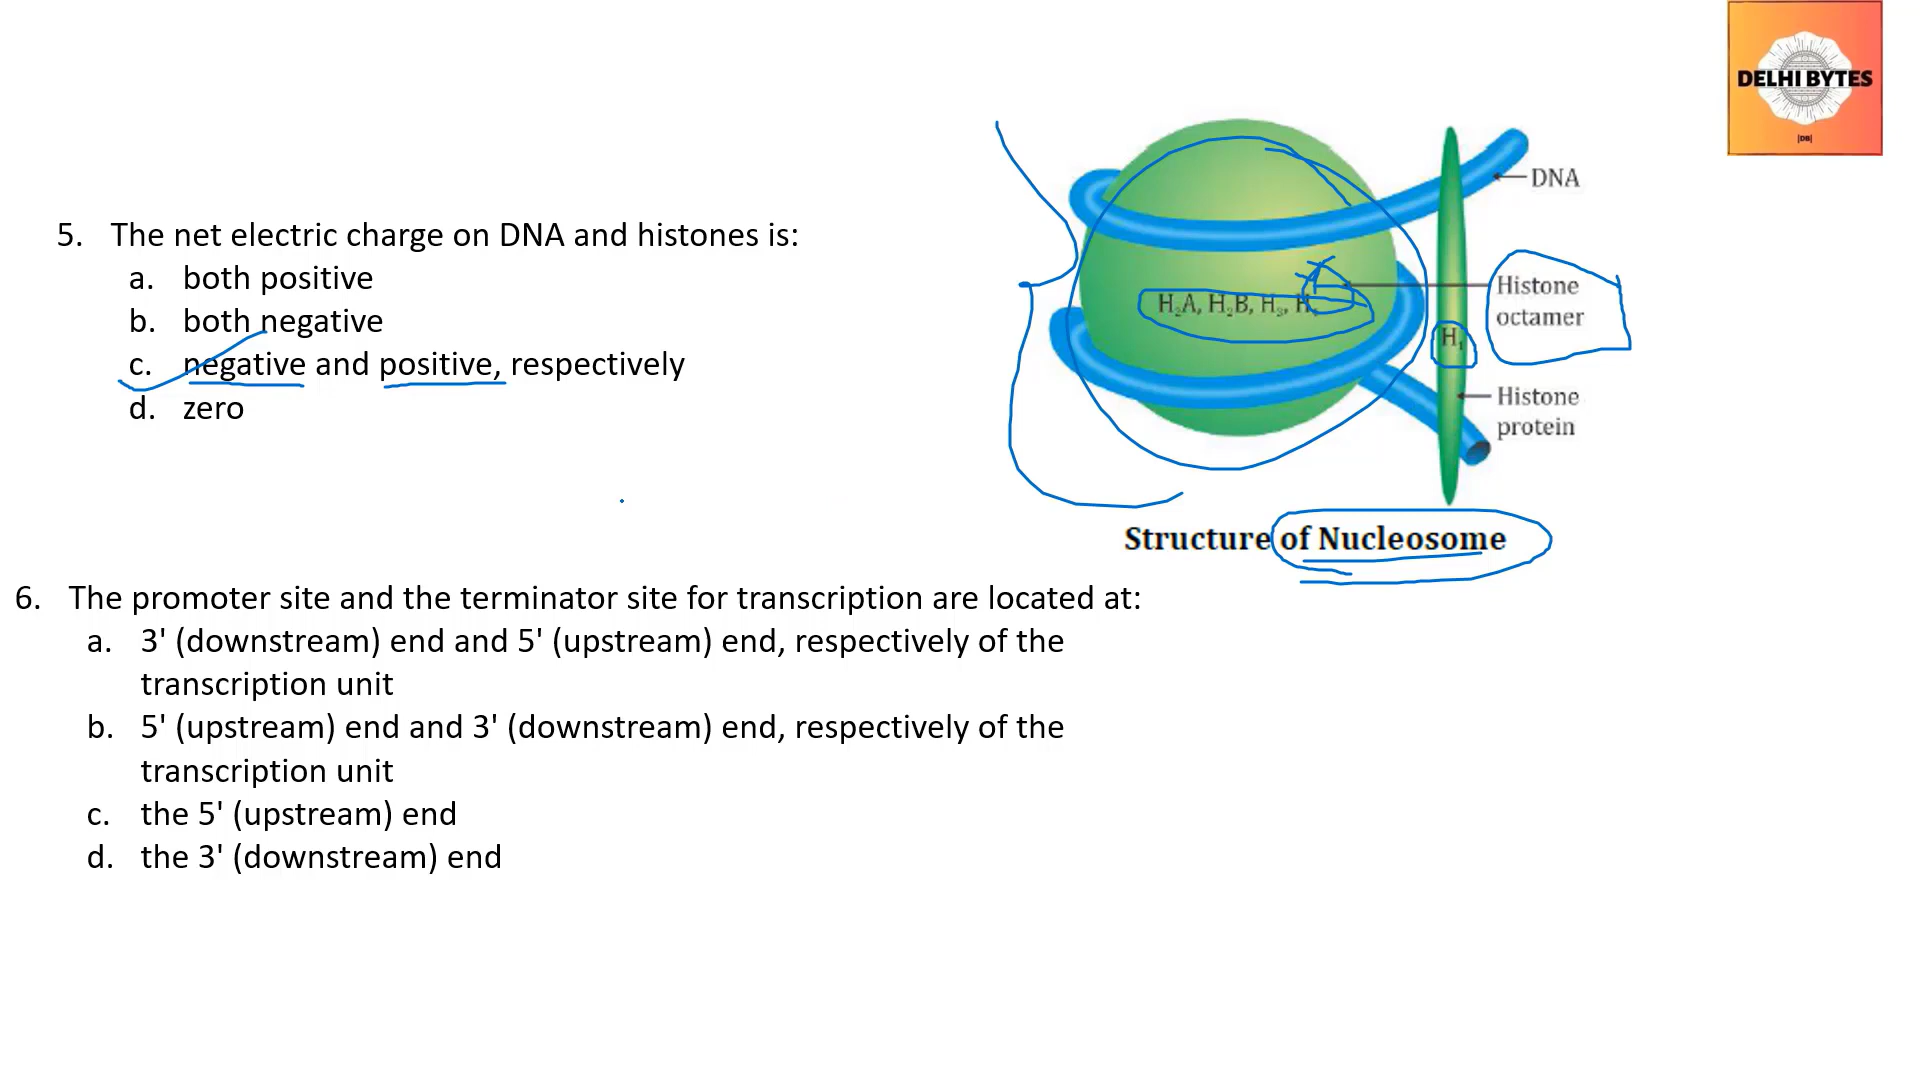 DELHI BYTES
|DB|
5. The net electric charge on DNA and histones is:
a. both positive
b. both negative
c. negative and positive, respectively
d. zero
DNA
Histone
octamer
H₂A, H₂B, H₃,
H₁
Histone
protein
Structure of Nucleosome
6. The promoter site and the terminator site for transcription are located at:
a. 3' (downstream) end and 5' (upstream) end, respectively of the
transcription unit
b. 5' (upstream) end and 3' (downstream) end, respectively of the
transcription unit
c. the 5' (upstream) end
d. the 3' (downstream) end